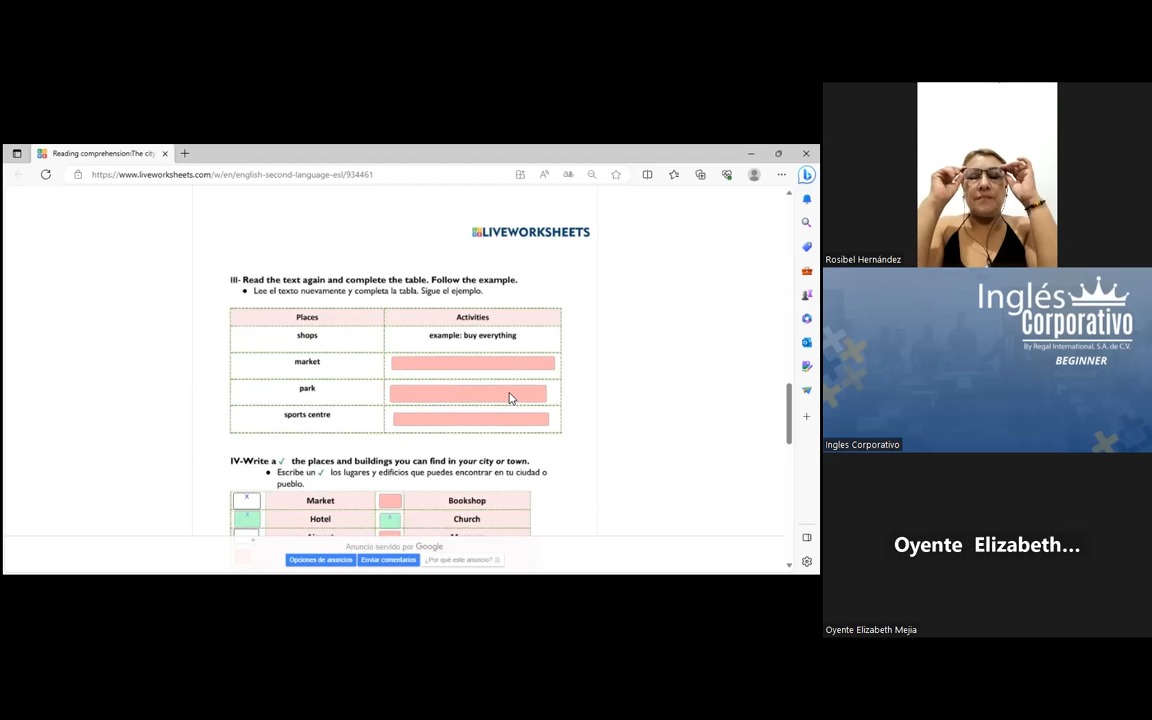 Reading comprehension:The city
https://www.liveworksheets.com/w/en/english-second-language-esl/934461
LIVEWORKSHEETS
III- Read the text again and complete the table. Follow the example.
Lee el texto nuevamente y completa la tabla. Sigue el ejemplo.
Places Activities
shops example: buy everything
market
park
sports centre
IV-Write a ✓ the places and buildings you can find in your city or town.
Escribe un ✓ los lugares y edificios que puedes encontrar en tu ciudad o
pueblo.
x Market Bookshop
x Hotel x Church
Anuncio servido por Google
Opciones de anuncios Enviar comentarios ¿Por qué este anuncio?
Rosibel Hernández
Inglés
Corporativo
By Regal International, S.A. de C.V.
BEGINNER
Ingles Corporativo
Oyente Elizabeth...
Oyente Elizabeth Mejia